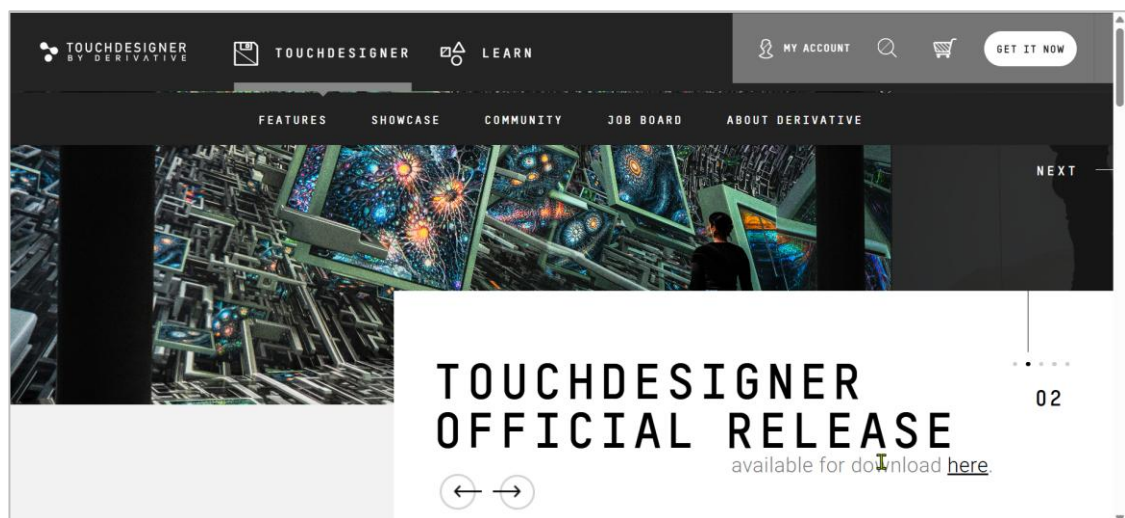 TOUCHDESIGNER
BY DERIVATIVE
TOUCHDESIGNER
LEARN
MY ACCOUNT
GET IT NOW
FEATURES SHOWCASE COMMUNITY JOB BOARD ABOUT DERIVATIVE
NEXT
TOUCHDESIGNER
OFFICIAL RELEASE
02
available for download here.